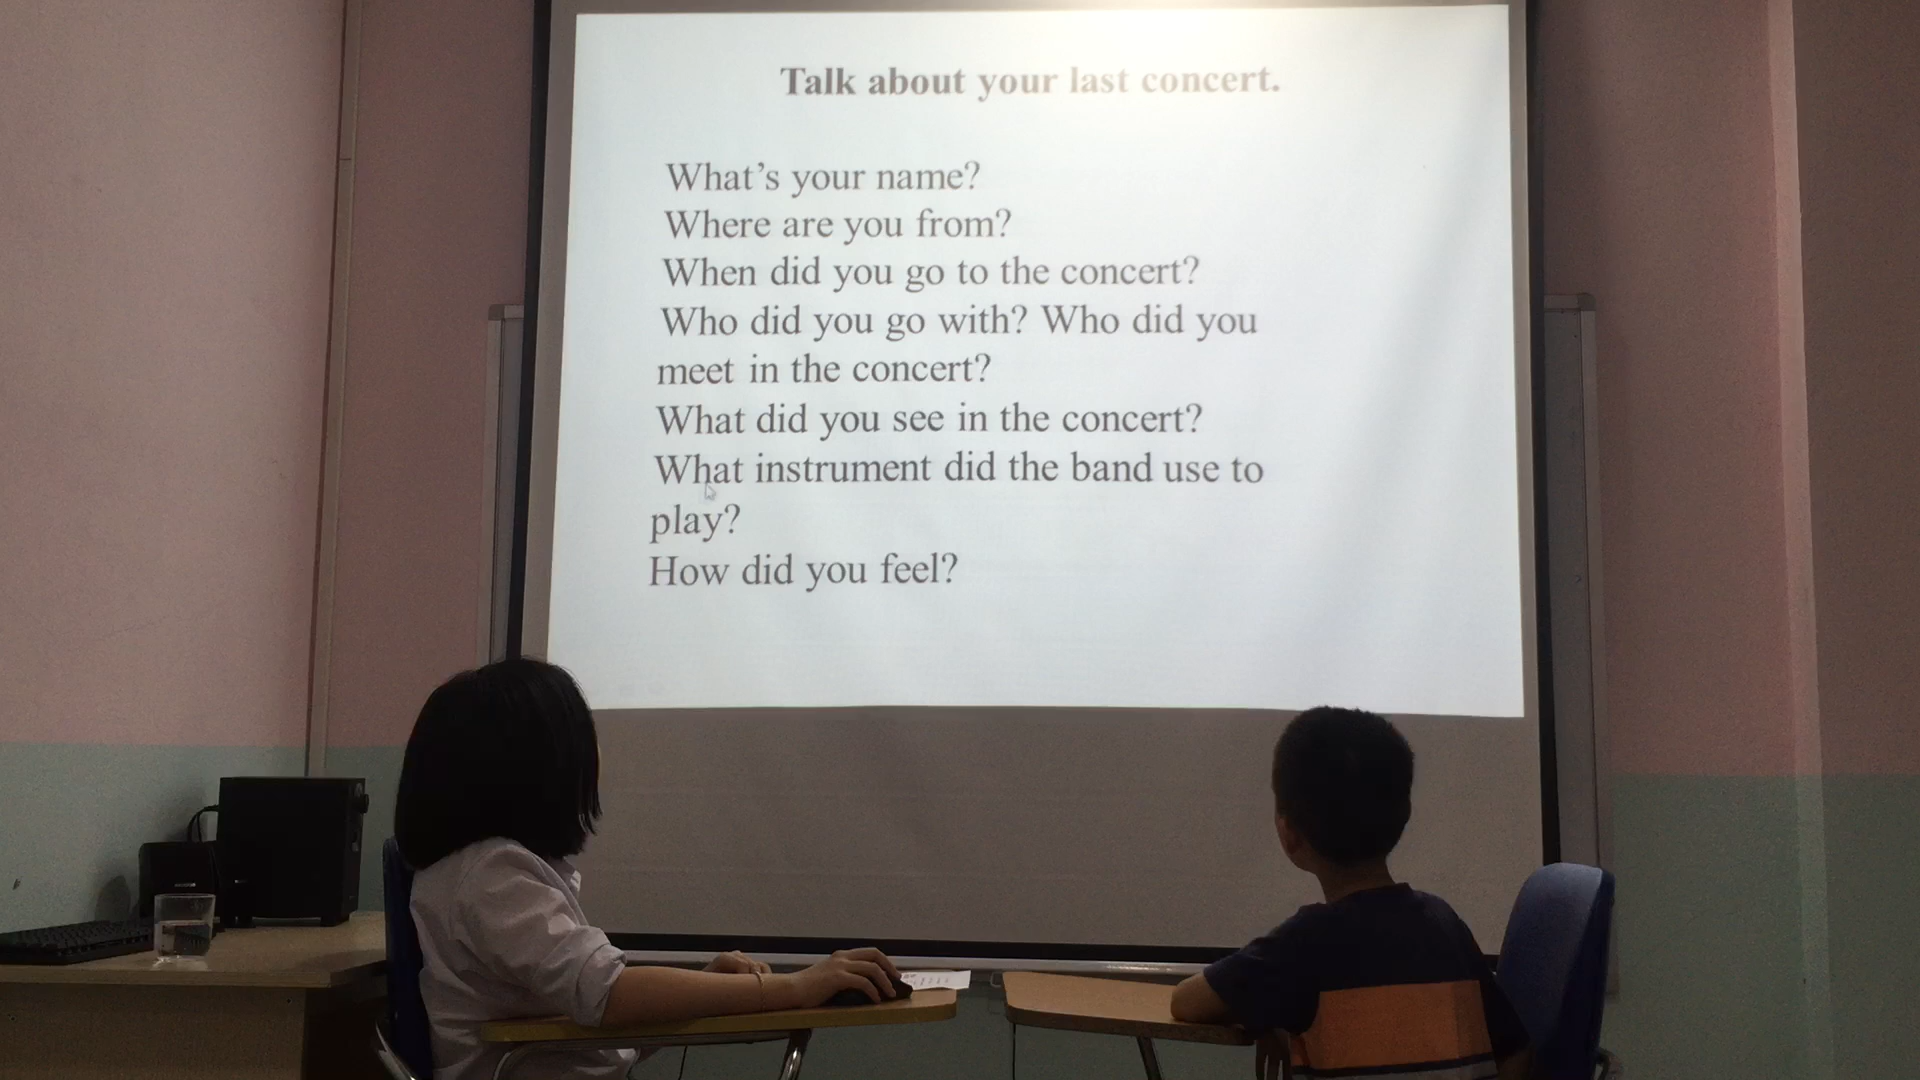 Talk about your last concert.
What's your name?
Where are you from?
When did you go to the concert?
Who did you go with? Who did you
meet in the concert?
What did you see in the concert?
What instrument did the band use to
play?
How did you feel?